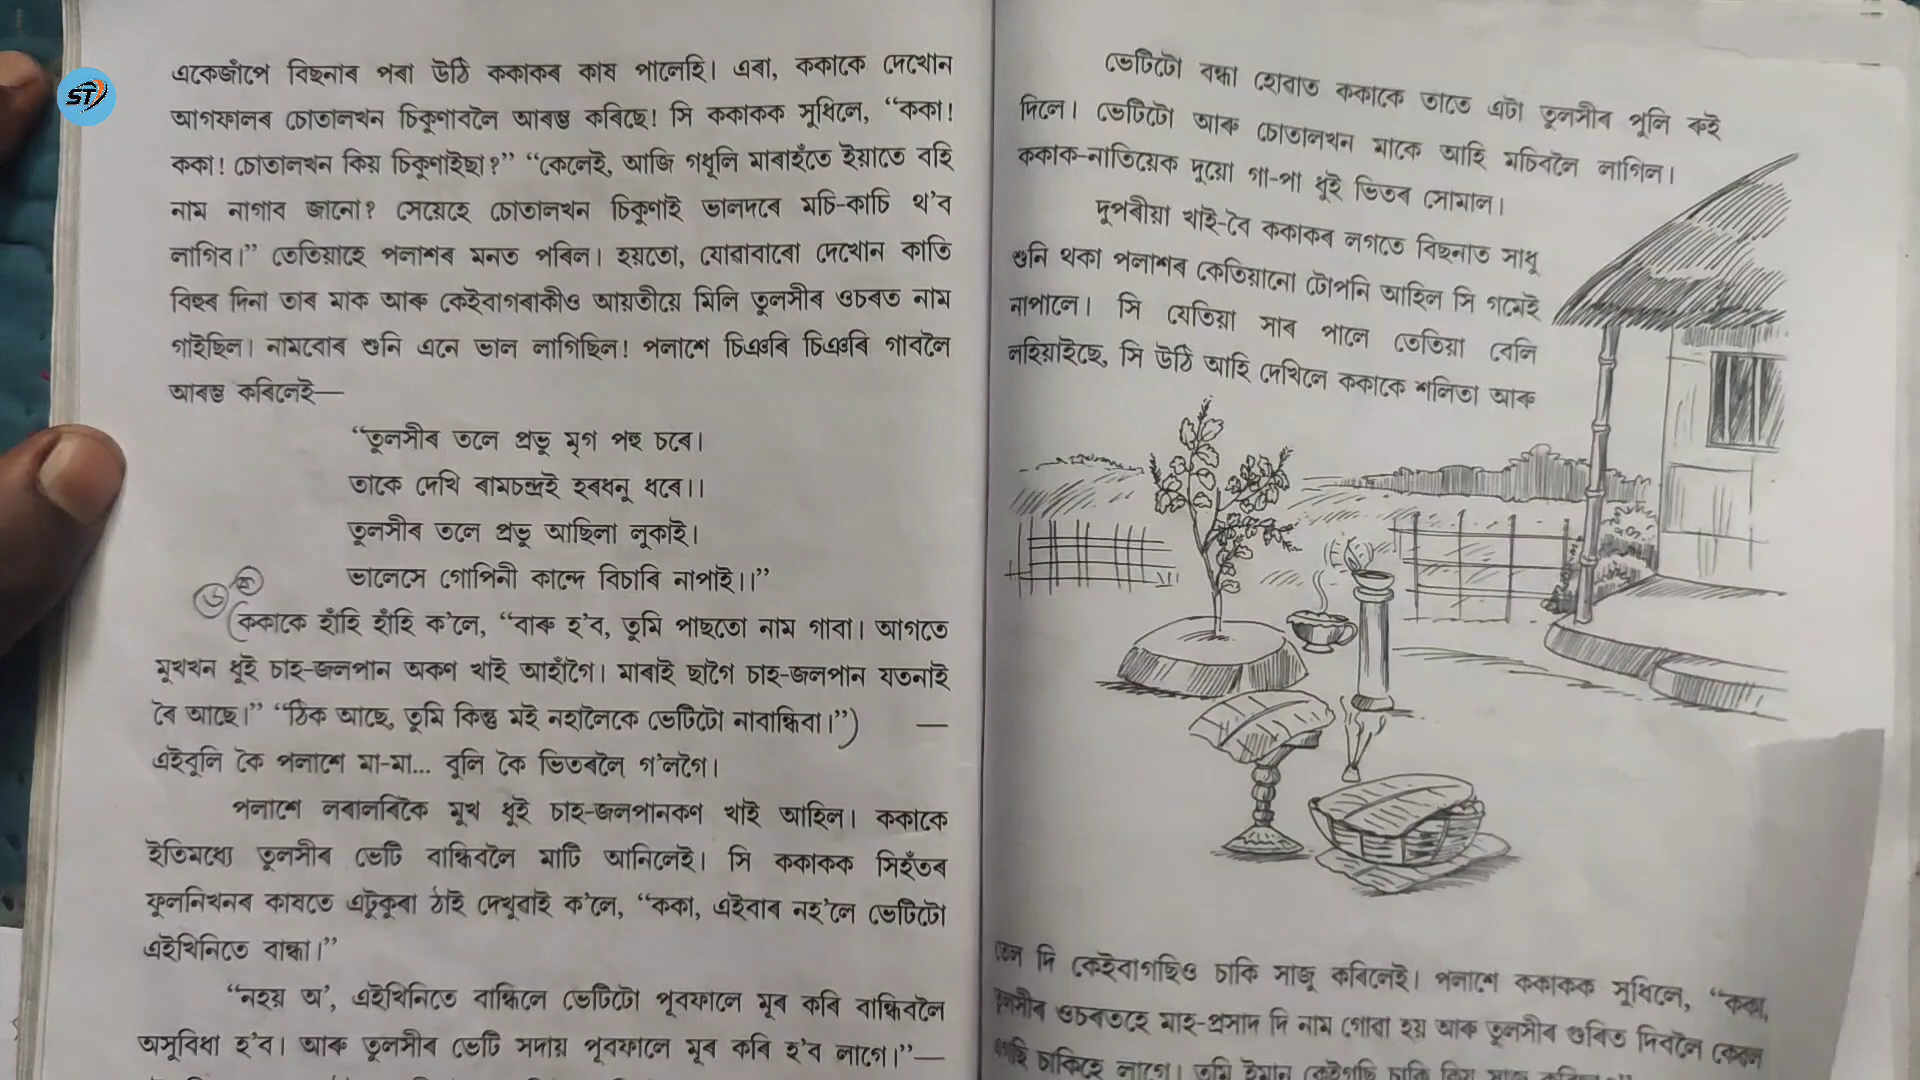 ST
একেজাঁপে বিছনাৰ পৰা উঠি ককাকৰ কাষ পালেহি। এৰা, ককাকে দেখোন
আগফালৰ চোতালখন চিকুণাবলৈ আৰম্ভ কৰিছে! সি ককাকক সুধিলে, “ককা!
ককা! চোতালখন কিয় চিকুণাইছা?” “কেলেই, আজি গধূলি মাৰাহঁতে ইয়াতে বহি
নাম নাগাব জানো? সেয়েহে চোতালখন চিকুণাই ভালদৰে মচি-কাচি থ’ব
লাগিব।” তেতিয়াহে পলাশৰ মনত পৰিল। হয়তো, যোৱাবাৰো দেখোন কাতি
বিহুৰ দিনা তাৰ মাক আৰু কেইবাগৰাকীও আয়তীয়ে মিলি তুলসীৰ ওচৰত নাম
গাইছিল। নামবোৰ শুনি এনে ভাল লাগিছিল! পলাশে চিঞৰি চিঞৰি গাবলৈ
আৰম্ভ কৰিলেই—
“তুলসীৰ তলে প্ৰভু মৃগ পহু চৰে।
তাকে দেখি ৰামচন্দ্ৰই হৰধনু ধৰে।।
তুলসীৰ তলে প্ৰভু আছিলা লুকাই।
ভালেসে গোপিনী কান্দে বিচাৰি নাপাই।।”
ককাকে হাঁহি হাঁহি ক’লে, “বাৰু হ’ব, তুমি পাছতো নাম গাবা। আগতে
মুখখন ধুই চাহ-জলপান অকণ খাই আহাঁগৈ। মাৰাই ছাগৈ চাহ-জলপান যতনাই
ৰৈ আছে।” “ঠিক আছে, তুমি কিন্তু মই নহালৈকে ভেটিটো নাবান্ধিবা।”) —
এইবুলি কৈ পলাশে মা-মা... বুলি কৈ ভিতৰলৈ গ’লগৈ।
পলাশে লৰালৰিকৈ মুখ ধুই চাহ-জলপানকণ খাই আহিল। ককাকে
ইতিমধ্যে তুলসীৰ ভেটি বান্ধিবলৈ মাটি আনিলেই। সি ককাকক সিহঁতৰ
ফুলনিখনৰ কাষতে এটুকুৰা ঠাই দেখুৱাই ক’লে, “ককা, এইবাৰ নহ’লে ভেটিটো
এইখিনিতে বান্ধা।”
“নহয় অ’, এইখিনিতে বান্ধিলে ভেটিটো পূবফালে মূৰ কৰি বান্ধিবলৈ
অসুবিধা হ’ব। আৰু তুলসীৰ ভেটি সদায় পূবফালে মূৰ কৰি হ’ব লাগে।”—
ভেটিটো বন্ধা হোৱাত ককাকে তাতে এটা তুলসীৰ পুলি ৰুই
দিলে। ভেটিটো আৰু চোতালখন মাকে আহি মচিবলৈ লাগিল।
ককাক-নাতিয়েক দুয়ো গা-পা ধুই ভিতৰ সোমাল।
দুপৰীয়া খাই-বৈ ককাকৰ লগতে বিছনাত সাধু
শুনি থকা পলাশৰ কেতিয়ানো টোপনি আহিল সি গমেই
নাপালে। সি যেতিয়া সাৰ পালে তেতিয়া বেলি
লহিয়াইছে, সি উঠি আহি দেখিলে ককাকে শলিতা আৰু
তেল দি কেইবাগছিও চাকি সাজু কৰিলেই। পলাশে ককাকক সুধিলে, “ককা,
তুলসীৰ ওচৰতহে মাহ-প্ৰসাদ দি নাম গোৱা হয় আৰু তুলসীৰ গুৰিত দিবলৈ কেৱল
চাকিহে লাগে। তুমি ইমান কেইগছি চাকি কিয়